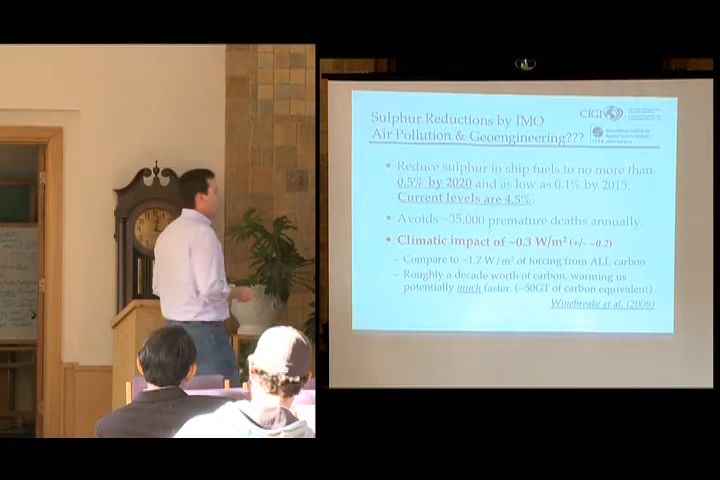 Sulphur Reductions by IMO
Air Pollution & Geoengineering???
CIGI
IIASA
• Reduce sulphur in ship fuels to no more than
0.5% by 2020 and as low as 0.1% by 2015.
Current levels are 4.5%.
• Avoids ~35,000 premature deaths annually.
• Climatic impact of ~0.3 W/m² (+/- ~0.2)
– Compare to ~1.7 W/m² of forcing from ALL carbon
– Roughly a decade worth of carbon, warming us
potentially much faster. (~50GT of carbon equivalent)
Winebreake et al. (2009)